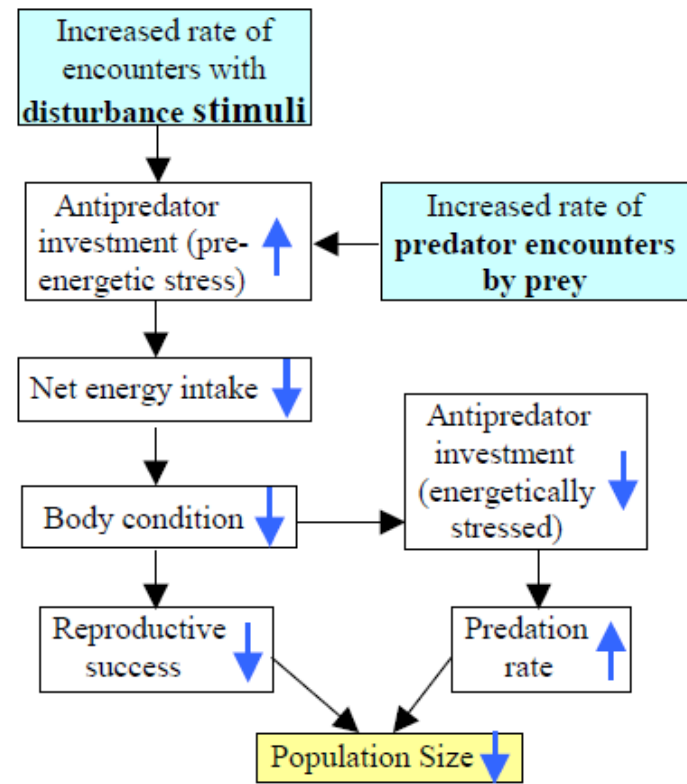 Increased rate of
encounters with
disturbance stimuli
Antipredator
investment (pre-
energetic stress)
Increased rate of
predator encounters
by prey
Net energy intake
Antipredator
investment
(energetically
stressed)
Body condition
Reproductive
success
Predation
rate
Population Size